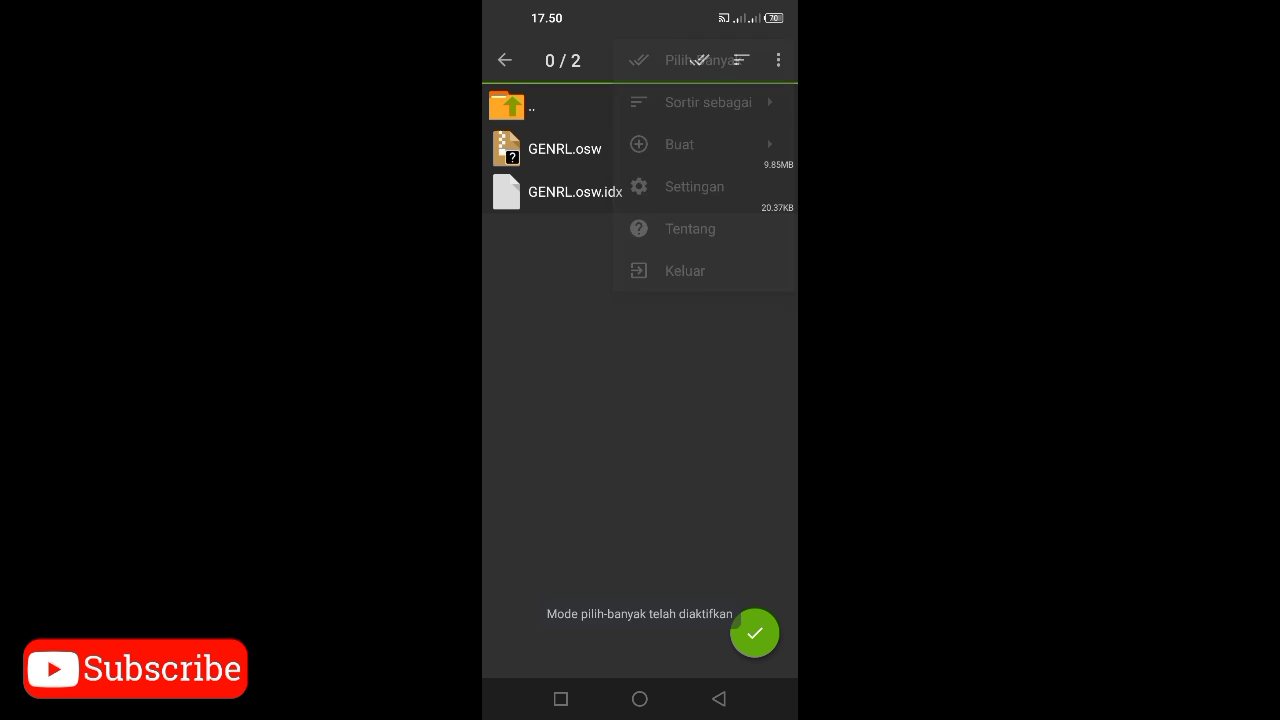 17.50
70
0 / 2
Pilih Banyak
..
Sortir sebagai
GENRL.osw
Buat
9.85MB
GENRL.osw.idx
Settingan
20.37KB
Tentang
Keluar
Mode pilih-banyak telah diaktifkan
Subscribe